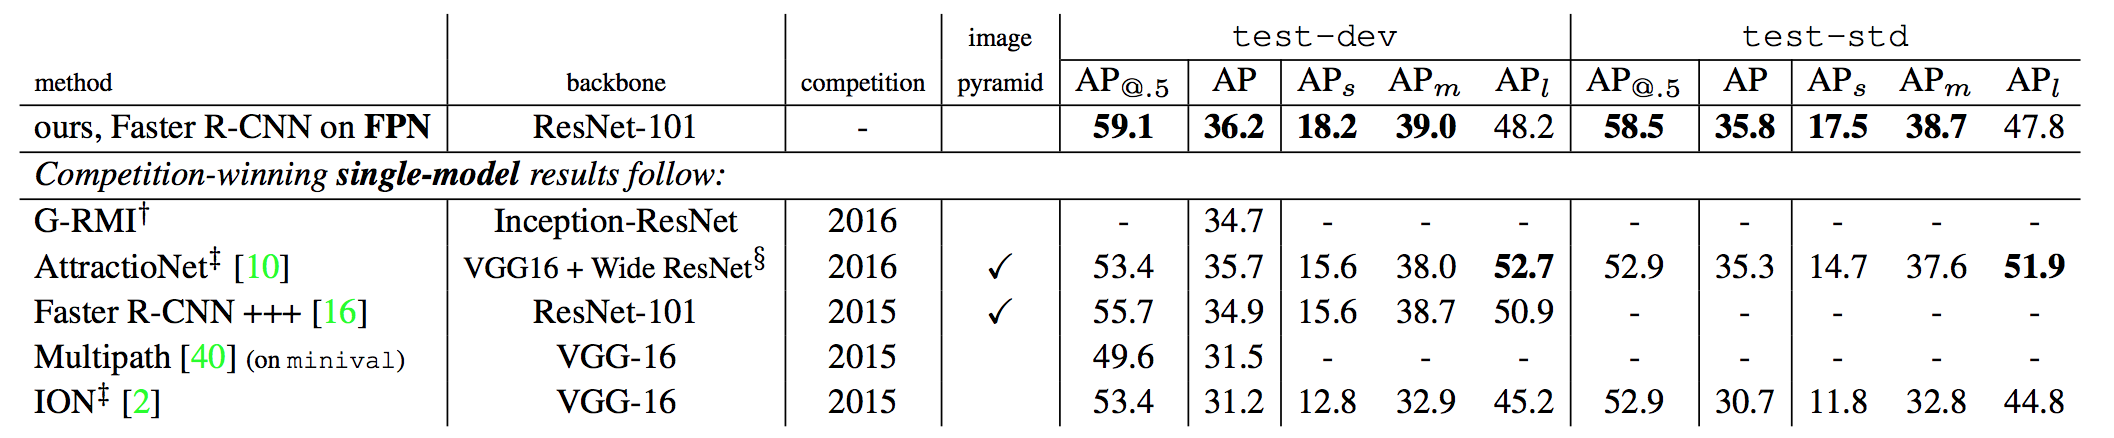 image test-dev test-std
method backbone competition pyramid AP@.5 AP APs APm APl AP@.5 AP APs APm APl
ours, Faster R-CNN on FPN ResNet-101 - 59.1 36.2 18.2 39.0 48.2 58.5 35.8 17.5 38.7 47.8
Competition-winning single-model results follow:
G-RMI† Inception-ResNet 2016 - 34.7 - - - - - - - -
AttractioNet‡ [10] VGG16 + Wide ResNet§ 2016 ✓ 53.4 35.7 15.6 38.0 52.7 52.9 35.3 14.7 37.6 51.9
Faster R-CNN +++ [16] ResNet-101 2015 ✓ 55.7 34.9 15.6 38.7 50.9 - - - - -
Multipath [40] (on minival) VGG-16 2015 49.6 31.5 - - - - - - - -
ION‡ [2] VGG-16 2015 53.4 31.2 12.8 32.9 45.2 52.9 30.7 11.8 32.8 44.8